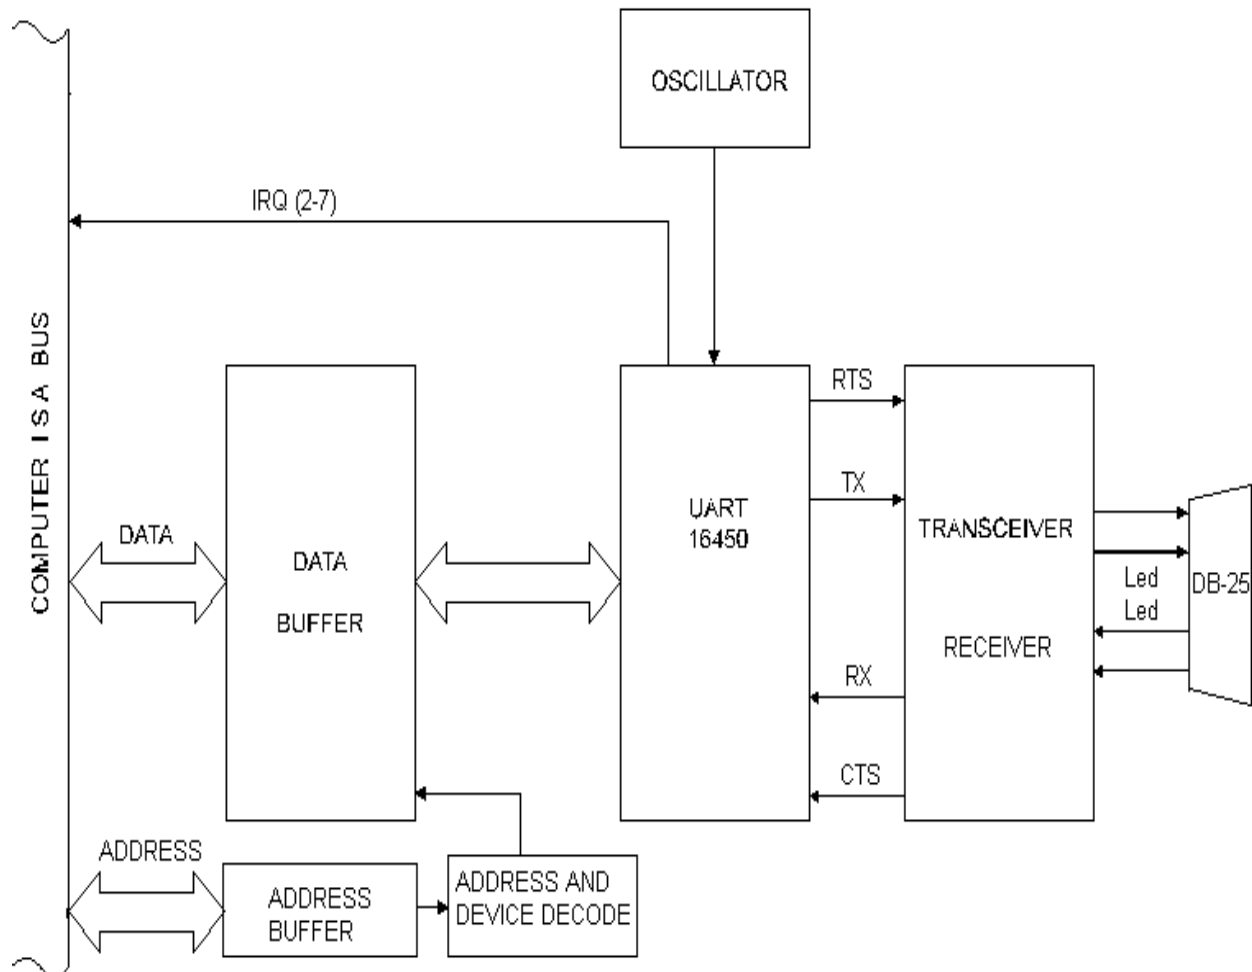 OSCILLATOR
IRQ (2-7)
COMPUTER ISA BUS
RTS
TX
UART
16450
TRANSCEIVER
DATA
DATA
BUFFER
Led
Led
DB-25
RECEIVER
RX
CTS
ADDRESS
ADDRESS
BUFFER
ADDRESS AND
DEVICE DECODE